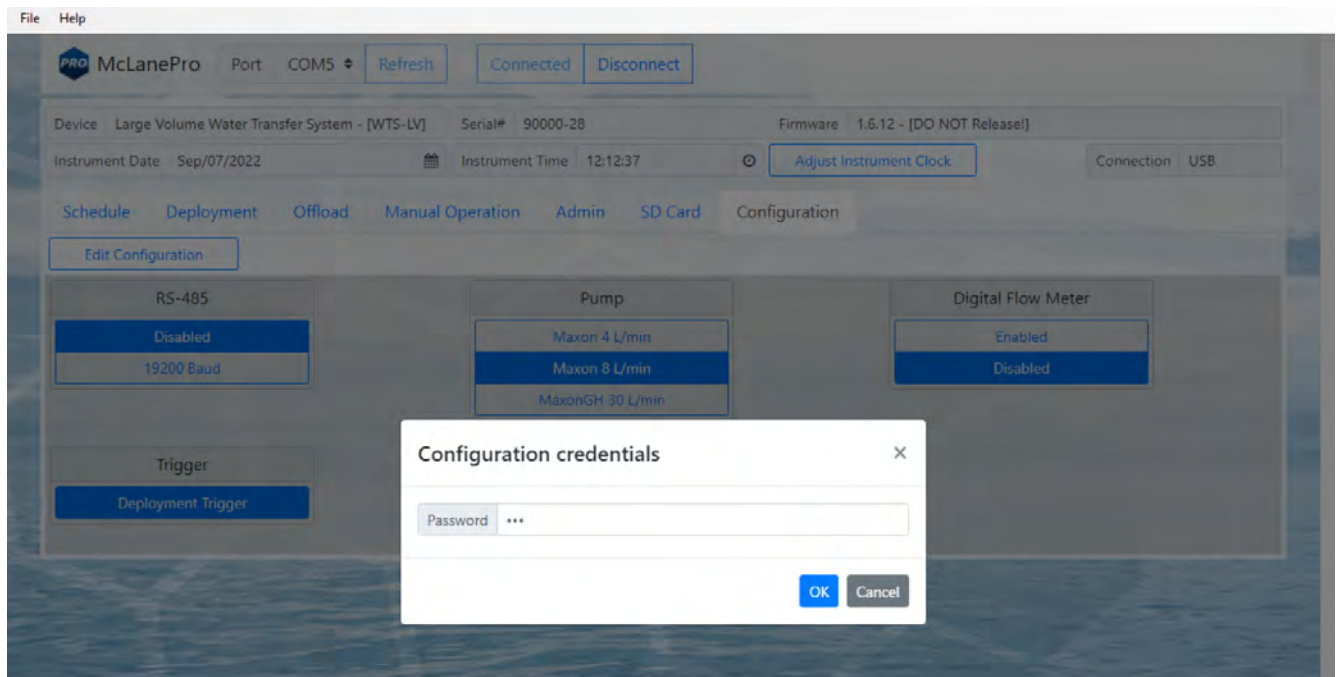 File Help
PRO McLanePro Port COM5 Refresh Connected Disconnect
Device Large Volume Water Transfer System - [WTS-LV] Serial# 90000-28 Firmware 1.6.12 - [DO NOT Release!]
Instrument Date Sep/07/2022 Instrument Time 12:12:37 Adjust Instrument Clock Connection USB
Schedule Deployment Offload Manual Operation Admin SD Card Configuration
Edit Configuration
RS-485 Pump Digital Flow Meter
Disabled Maxon 4 L/min Enabled
19200 Baud Maxon 8 L/min Disabled
MaxonGH 30 L/min
Trigger
Deployment Trigger
Configuration credentials ×
Password •••
OK Cancel